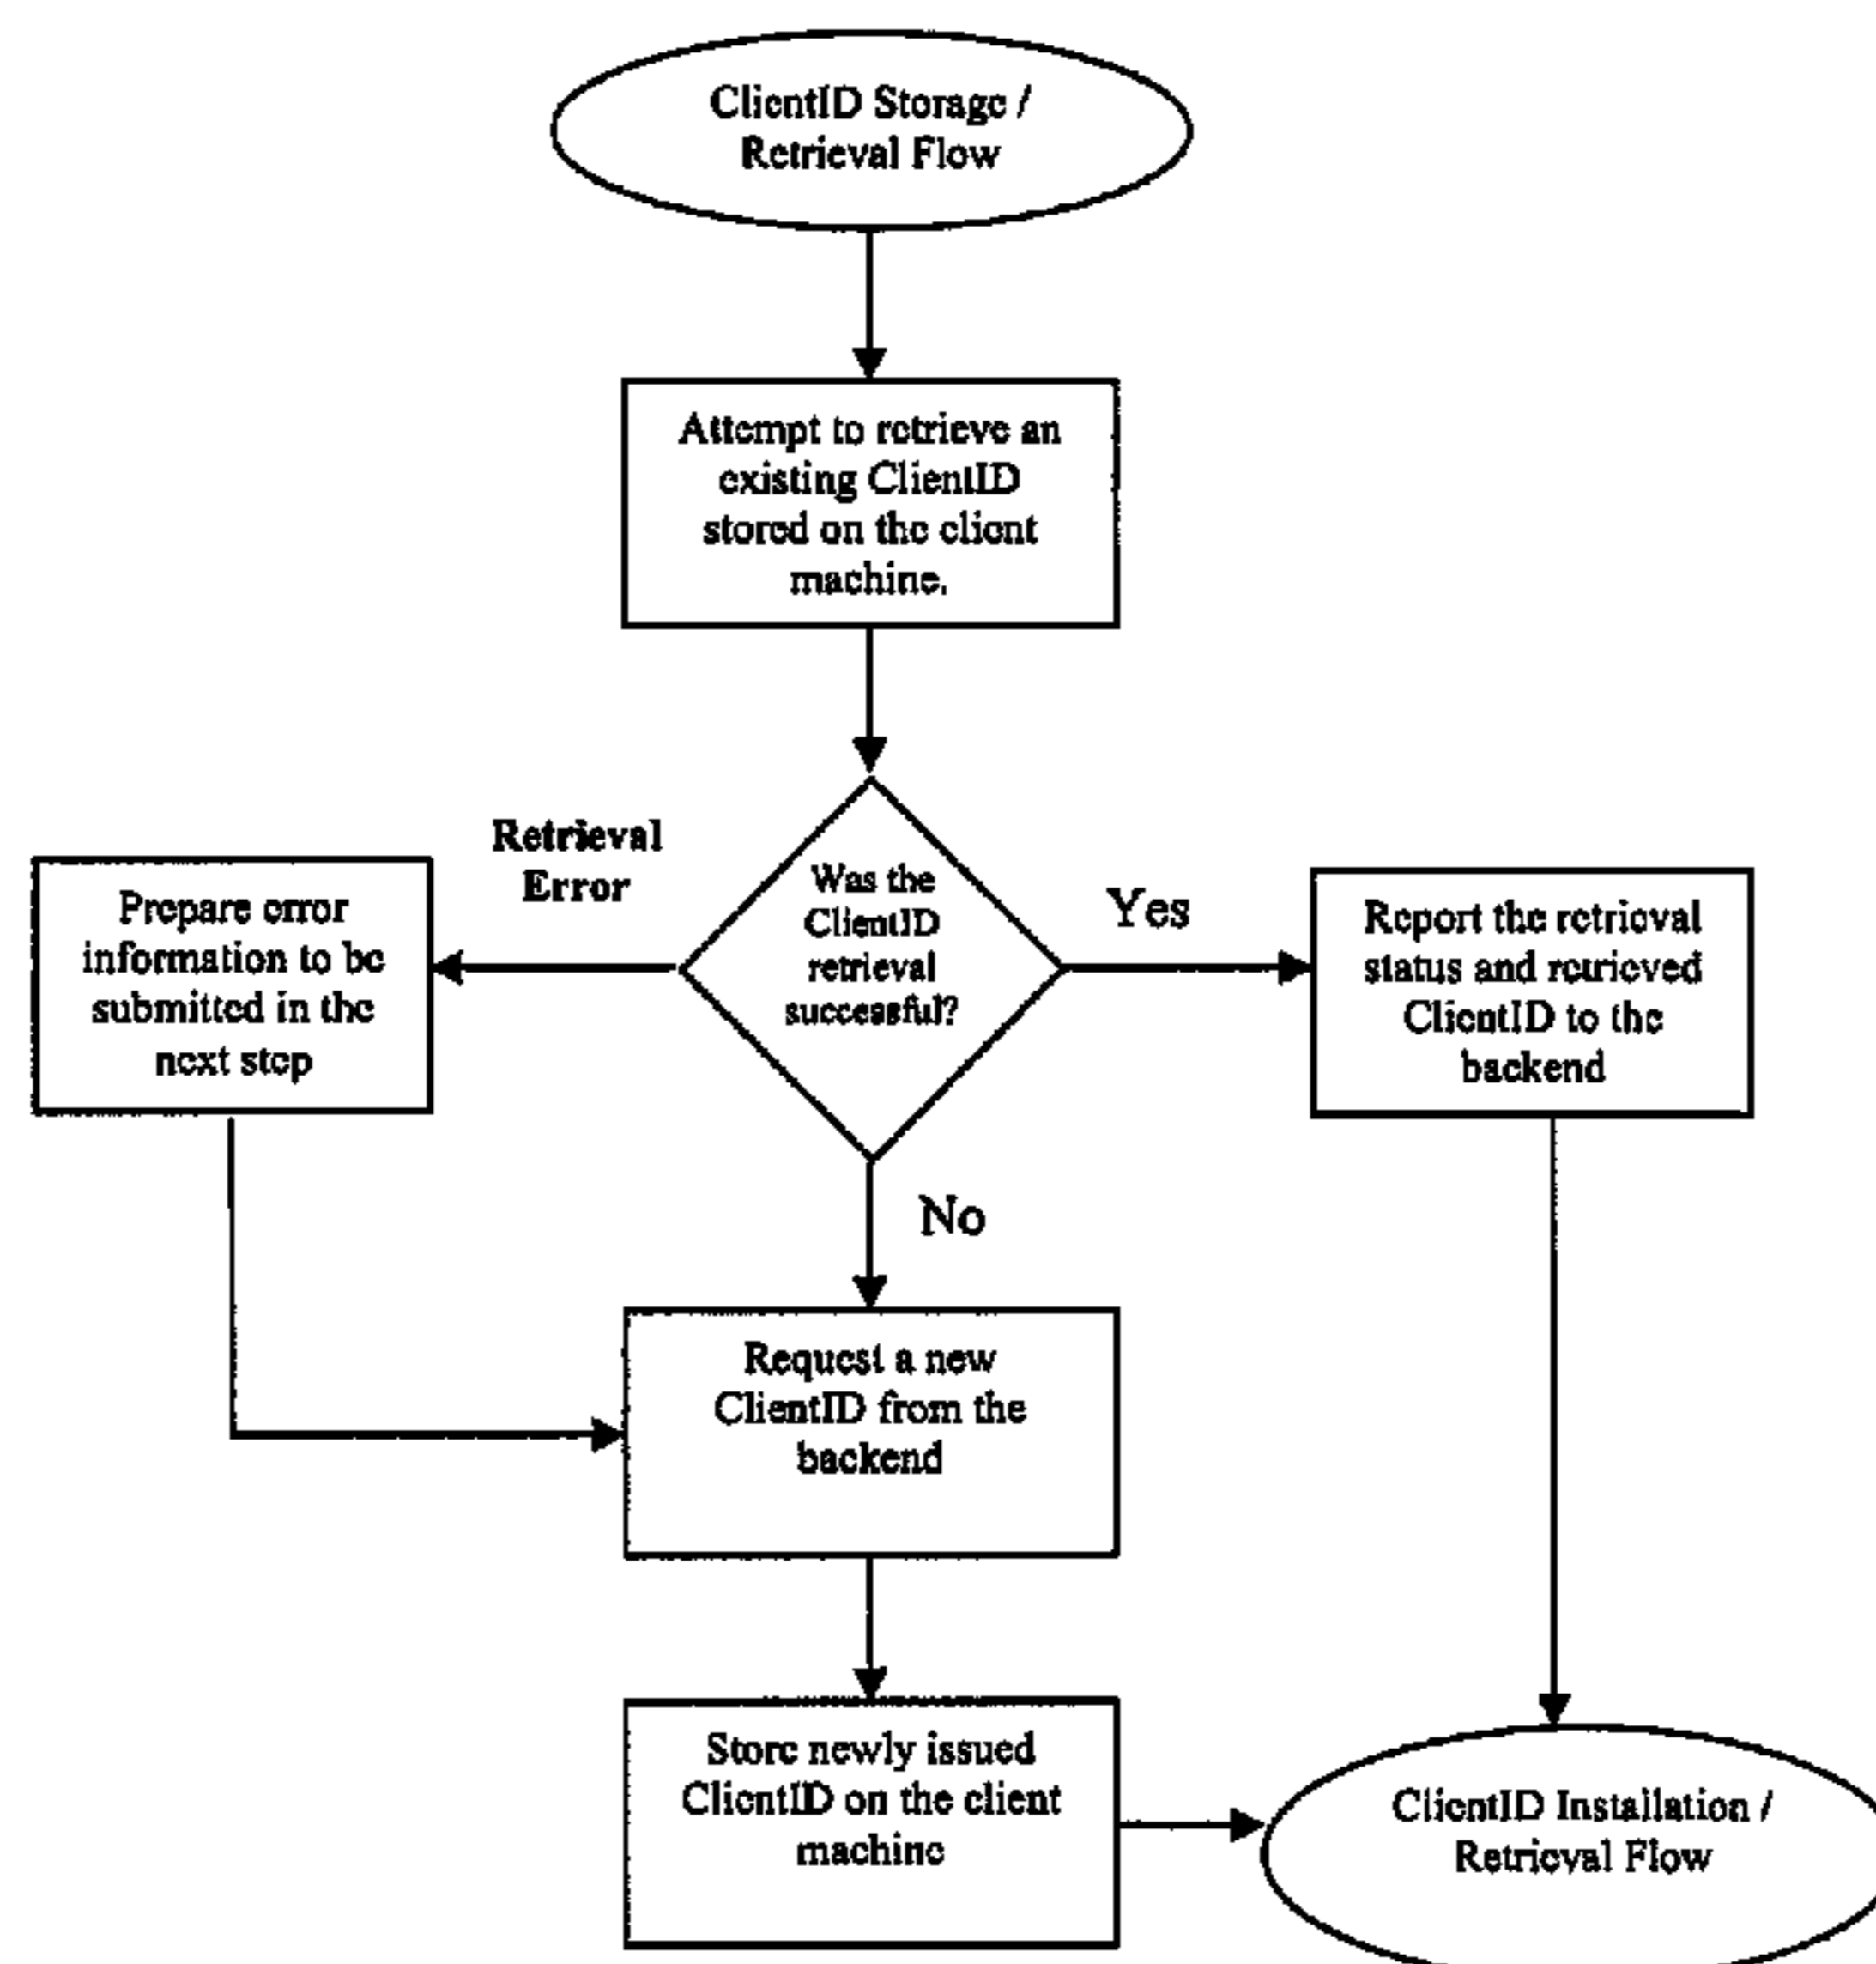 ClientID Storage /
Retrieval Flow
Attempt to retrieve an
existing ClientID
stored on the client
machine.
Retrieval
Error
Was the
ClientID
retrieval
successful?
Yes
Prepare error
information to be
submitted in the
next step
Report the retrieval
status and retrieved
ClientID to the
backend
No
Request a new
ClientID from the
backend
Store newly issued
ClientID on the client
machine
ClientID Installation /
Retrieval Flow